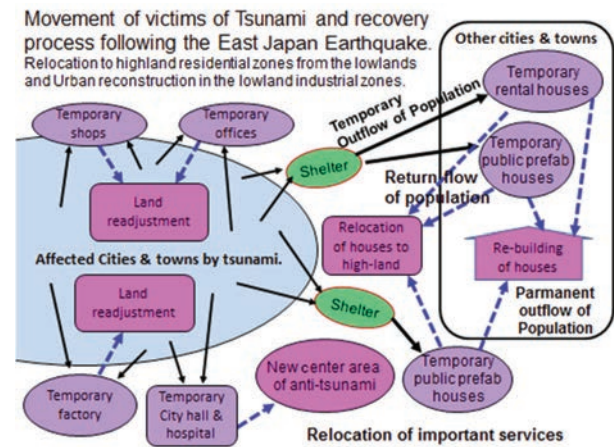 Movement of victims of Tsunami and recovery
process following the East Japan Earthquake.
Relocation to highland residential zones from the lowlands
and Urban reconstruction in the lowland industrial zones.
Other cities & towns
Temporary
rental houses
Temporary
shops
Temporary
offices
Temporary
Outflow of Population
Shelter
Temporary
public prefab
houses
Return flow
of population
Land
readjustment
Relocation
of houses to
high-land
Re-building
of houses
Affected Cities & towns by tsunami.
Land
readjustment
Shelter
Parmanent
outflow of
Population
New center area
of anti-tsunami
Temporary
public prefab
houses
Temporary
factory
Temporary
City hall &
hospital
Relocation of important services